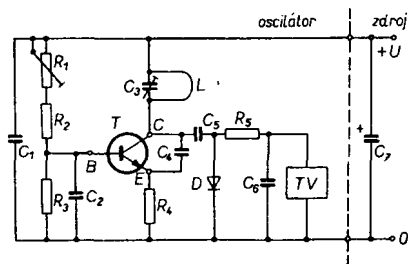 oscilátor
zdroj
+U
R1
C3
L
T
C
C5
R5
R2
C1
B
E
C4
C7
+
R3
C2
R4
D
C6
TV
0